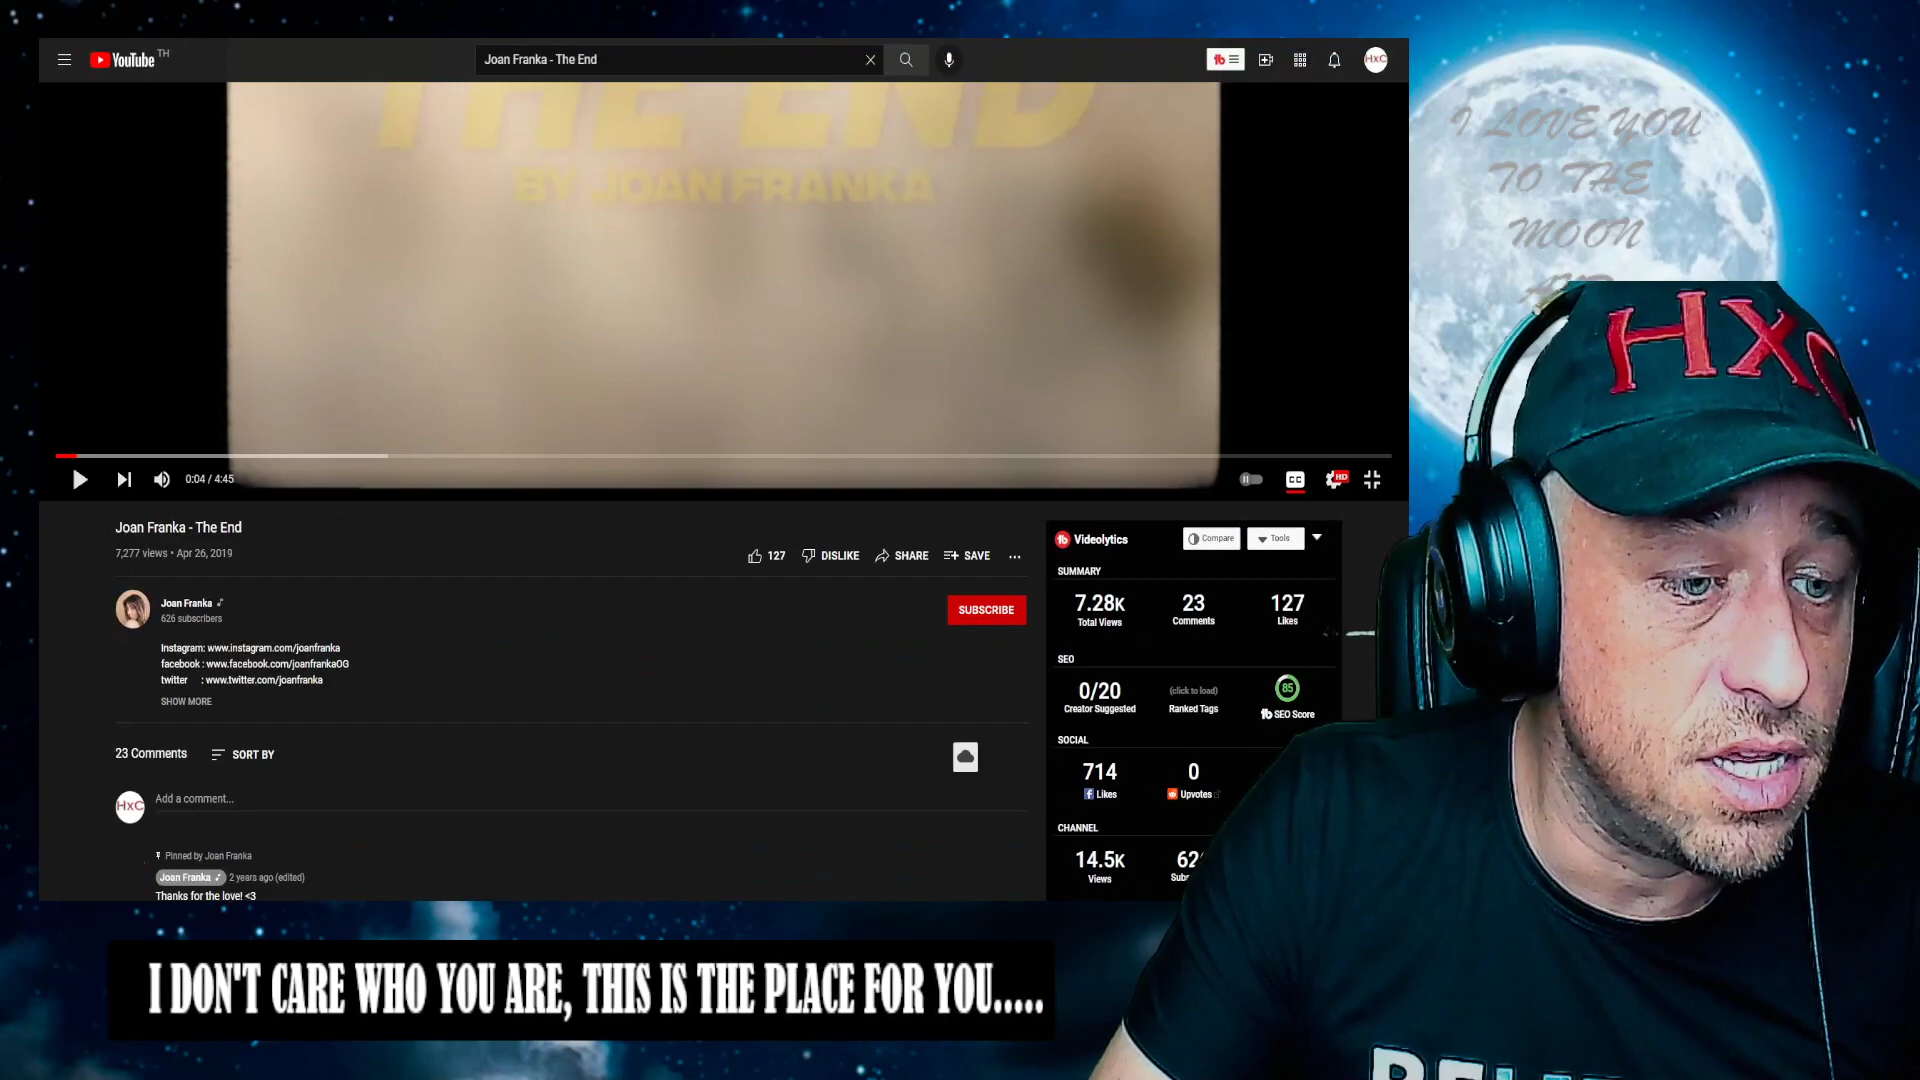 YouTube TH
Joan Franka - The End
HxC
THE END
BY JOAN FRANKA
0:04 / 4:45
CC
HD
Joan Franka - The End
7,277 views • Apr 26, 2019
127
DISLIKE
SHARE
SAVE
Joan Franka
626 subscribers
SUBSCRIBE
Instagram: www.instagram.com/joanfranka
facebook : www.facebook.com/joanfrankaOG
twitter : www.twitter.com/joanfranka
SHOW MORE
23 Comments
SORT BY
HxC
Add a comment...
Pinned by Joan Franka
Joan Franka 2 years ago (edited)
Thanks for the love! <3
Videolytics
Compare
Tools
SUMMARY
7.28K 23 127
Total Views Comments Likes
SEO
0/20 (click to load) 85
Creator Suggested Ranked Tags SEO Score
SOCIAL
714 0
Likes Upvotes
CHANNEL
14.5K
Views
I LOVE YOU
TO THE
MOON
HxC
I DON'T CARE WHO YOU ARE, THIS IS THE PLACE FOR YOU.....